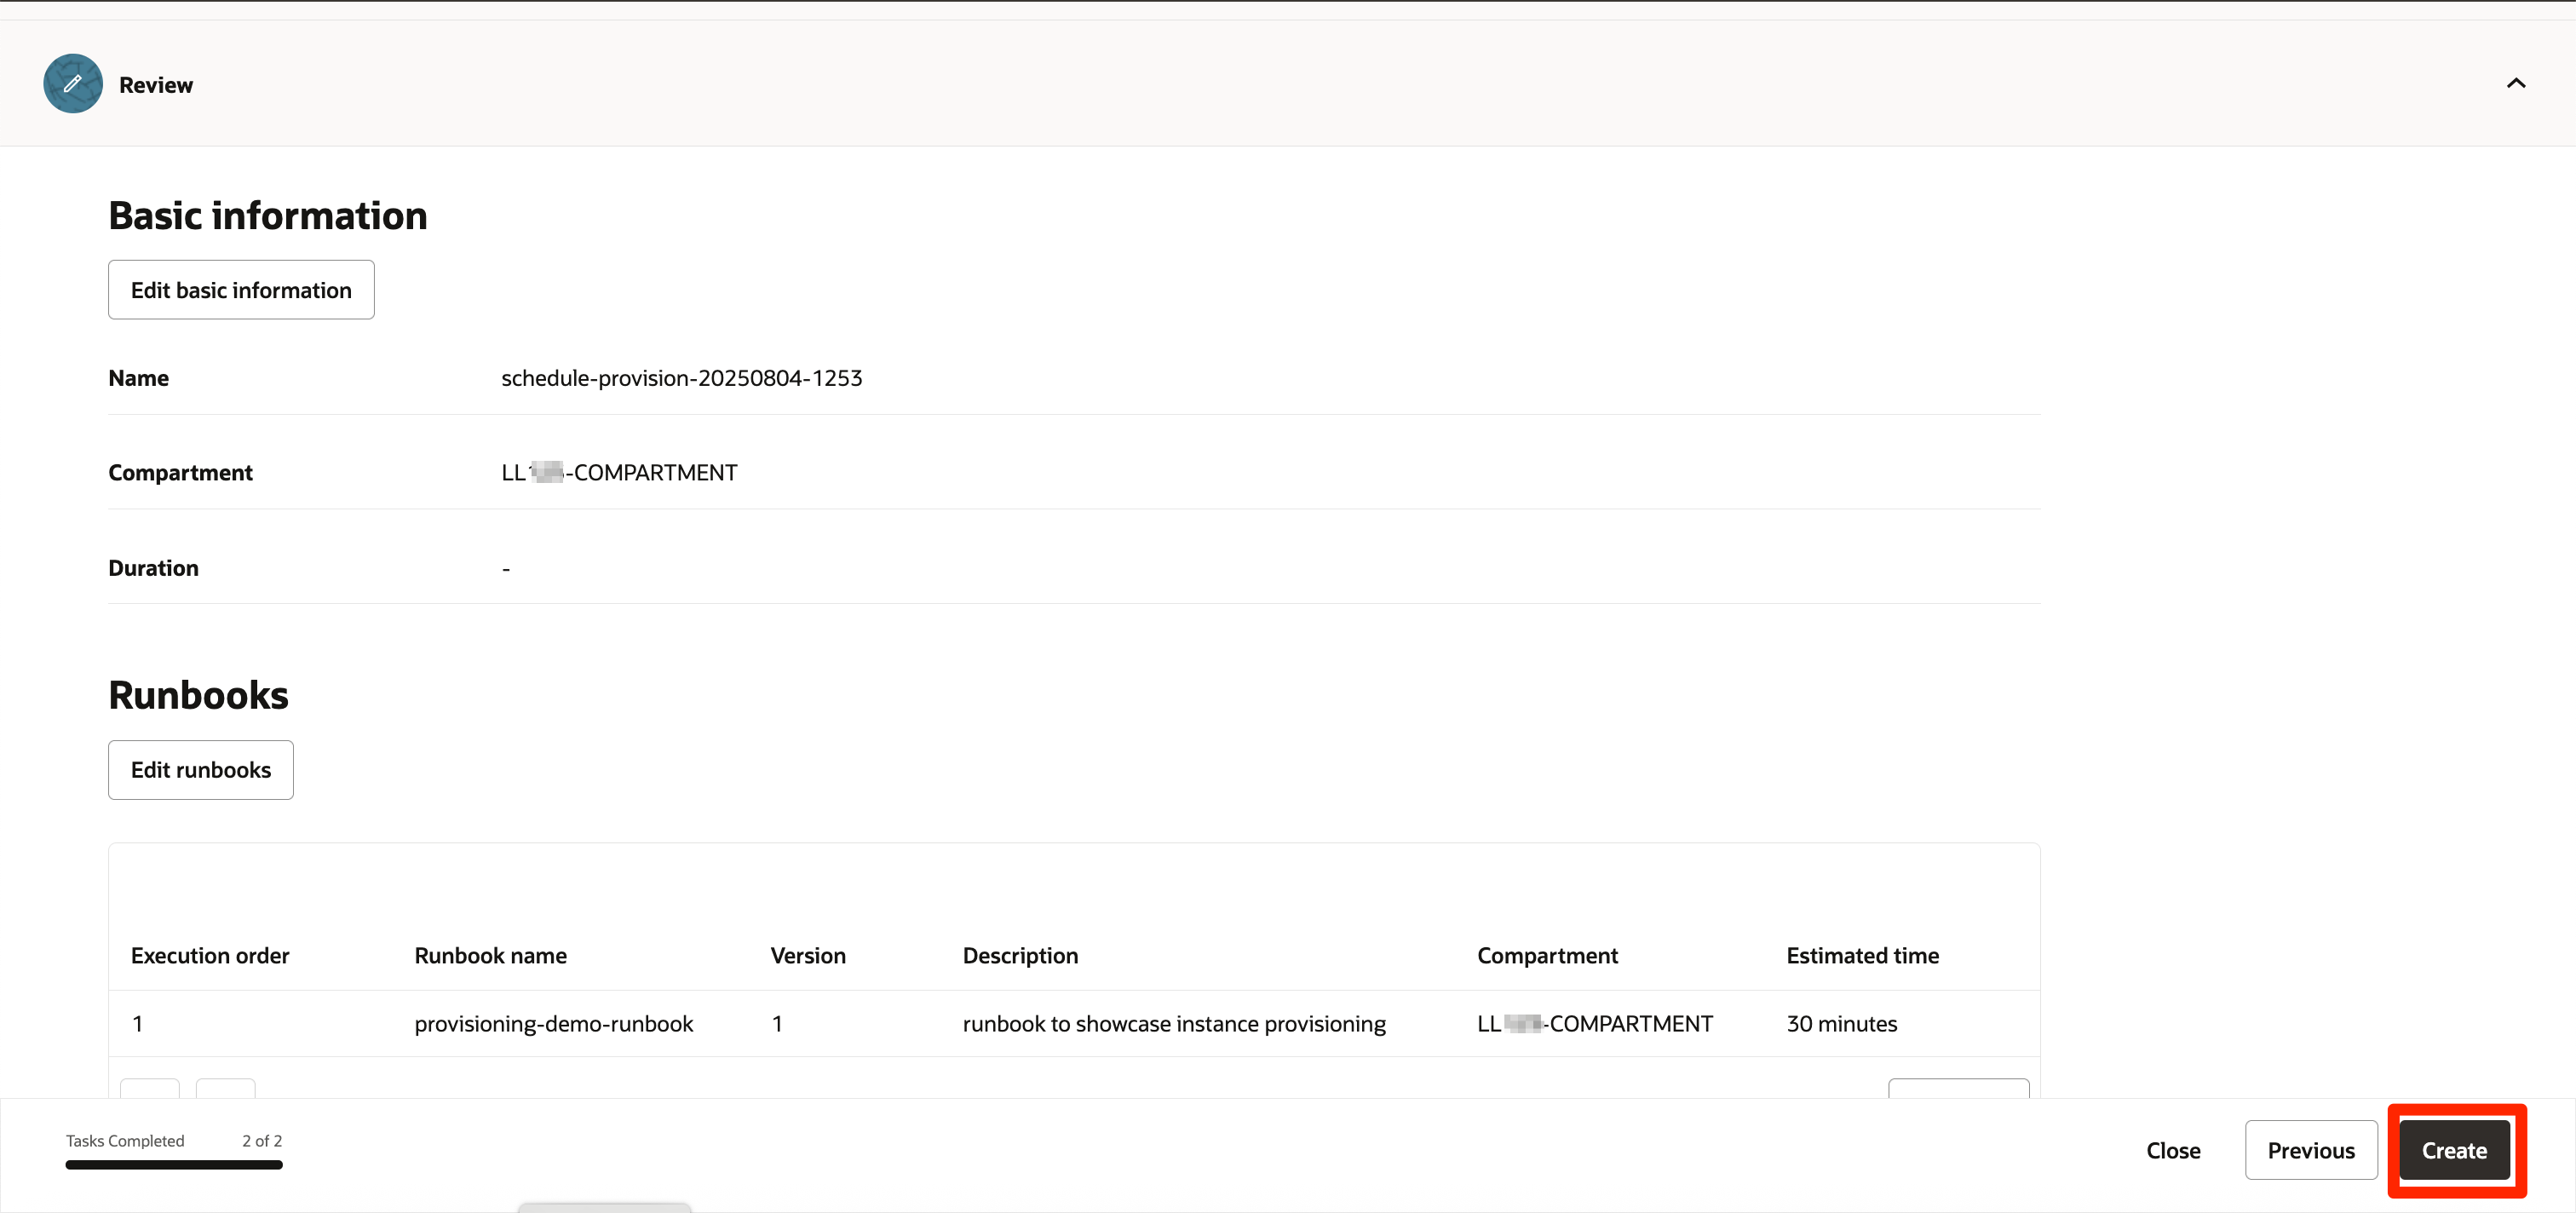 Review
Basic information
Edit basic information
Name schedule-provision-20250804-1253
Compartment LL -COMPARTMENT
Duration -
Runbooks
Edit runbooks
Execution order Runbook name Version Description Compartment Estimated time
1 provisioning-demo-runbook 1 runbook to showcase instance provisioning LL -COMPARTMENT 30 minutes
Tasks Completed 2 of 2
Close Previous Create